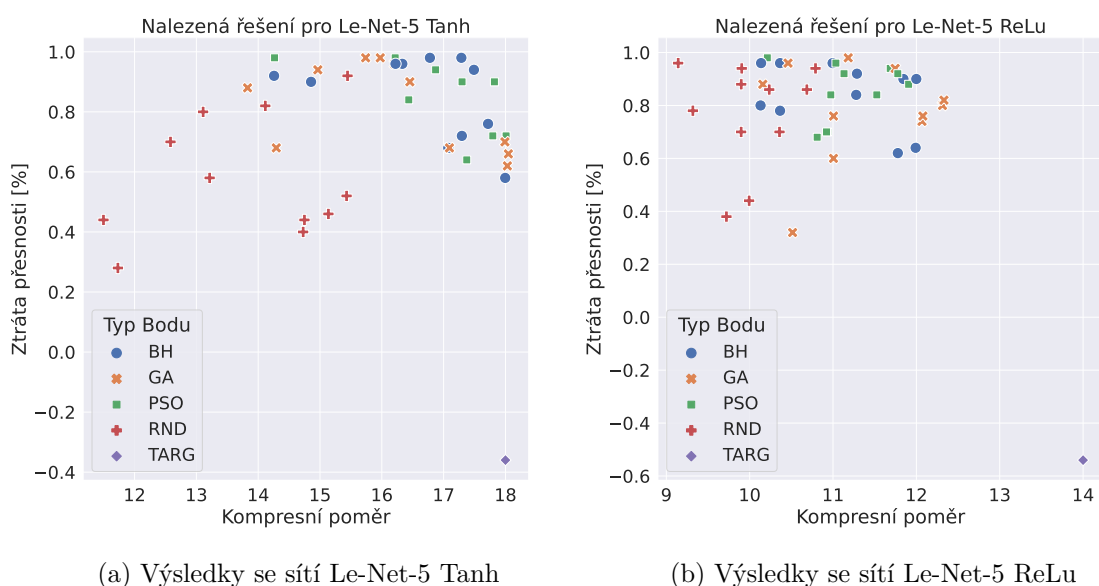 Nalezená řešení pro Le-Net-5 Tanh
1.0
0.8
0.6
0.4
0.2
0.0
−0.2
−0.4
Ztráta přesnosti [%]
Typ Bodu
BH
GA
PSO
RND
TARG
12 13 14 15 16 17 18
Kompresní poměr
(a) Výsledky se sítí Le-Net-5 Tanh
Nalezená řešení pro Le-Net-5 ReLu
1.0
0.8
0.6
0.4
0.2
0.0
−0.2
−0.4
−0.6
Ztráta přesnosti [%]
Typ Bodu
BH
GA
PSO
RND
TARG
9 10 11 12 13 14
Kompresní poměr
(b) Výsledky se sítí Le-Net-5 ReLu